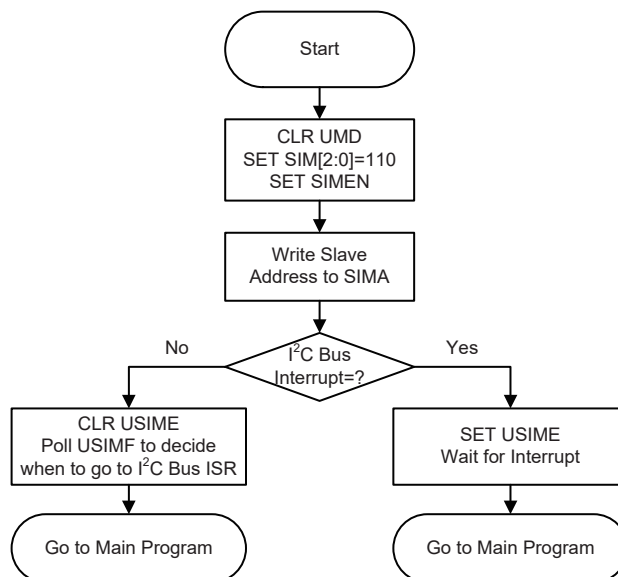 Start
CLR UMD
SET SIM[2:0]=110
SET SIMEN
Write Slave
Address to SIMA
I²C Bus
Interrupt=?
No
Yes
CLR USIME
Poll USIMF to decide
when to go to I²C Bus ISR
SET USIME
Wait for Interrupt
Go to Main Program
Go to Main Program